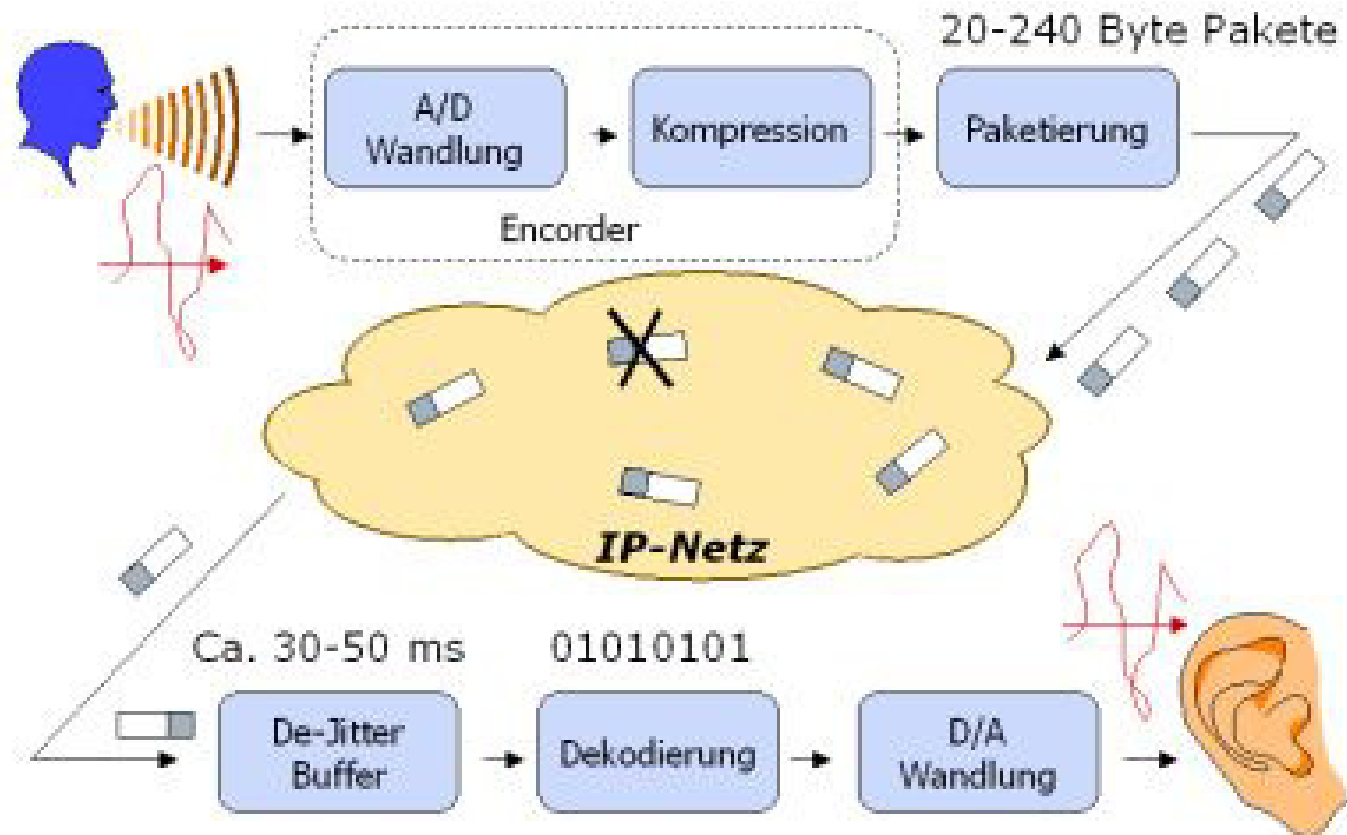 20-240 Byte Pakete
A/D
Wandlung
Kompression
Paketierung
Encorder
IP-Netz
Ca. 30-50 ms
01010101
De-Jitter
Buffer
Dekodierung
D/A
Wandlung